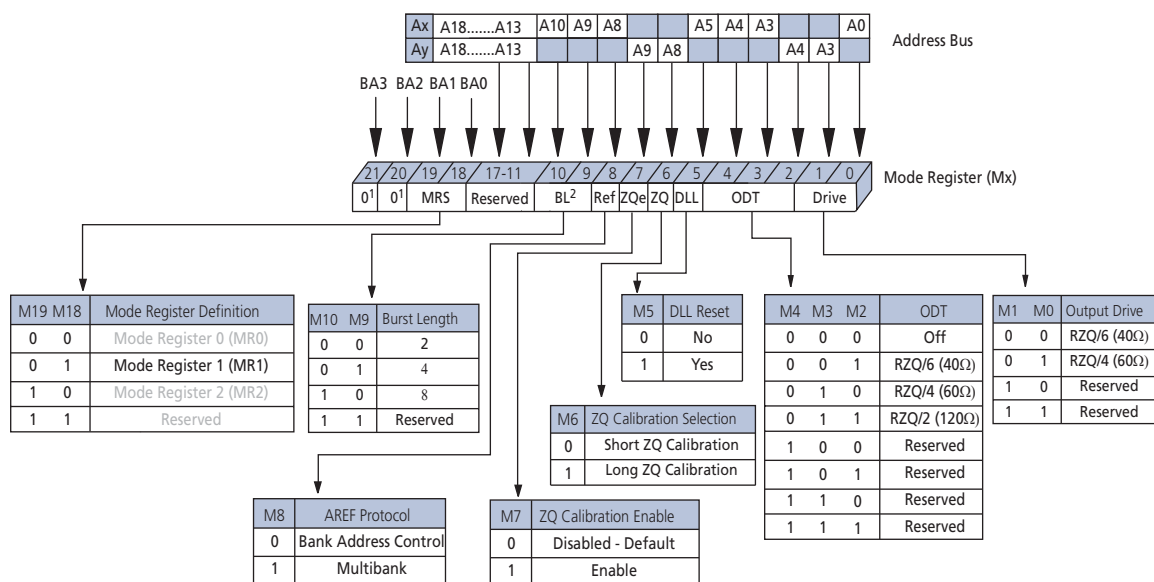 Ax A18.......A13 A10 A9 A8 A5 A4 A3 A0
Ay A18.......A13 A9 A8 A4 A3
Address Bus
BA3 BA2 BA1 BA0
21 20 19 18 17-11 10 9 8 7 6 5 4 3 2 1 0
Mode Register (Mx)
0¹ 0¹ MRS Reserved BL² Ref ZQe ZQ DLL ODT Drive
M19 M18 Mode Register Definition
0 0 Mode Register 0 (MR0)
0 1 Mode Register 1 (MR1)
1 0 Mode Register 2 (MR2)
1 1 Reserved
M10 M9 Burst Length
0 0 2
0 1 4
1 0 8
1 1 Reserved
M5 DLL Reset
0 No
1 Yes
M4 M3 M2 ODT
0 0 0 Off
0 0 1 RZQ/6 (40Ω)
0 1 0 RZQ/4 (60Ω)
0 1 1 RZQ/2 (120Ω)
1 0 0 Reserved
1 0 1 Reserved
1 1 0 Reserved
1 1 1 Reserved
M1 M0 Output Drive
0 0 RZQ/6 (40Ω)
0 1 RZQ/4 (60Ω)
1 0 Reserved
1 1 Reserved
M6 ZQ Calibration Selection
0 Short ZQ Calibration
1 Long ZQ Calibration
M8 AREF Protocol
0 Bank Address Control
1 Multibank
M7 ZQ Calibration Enable
0 Disabled - Default
1 Enable